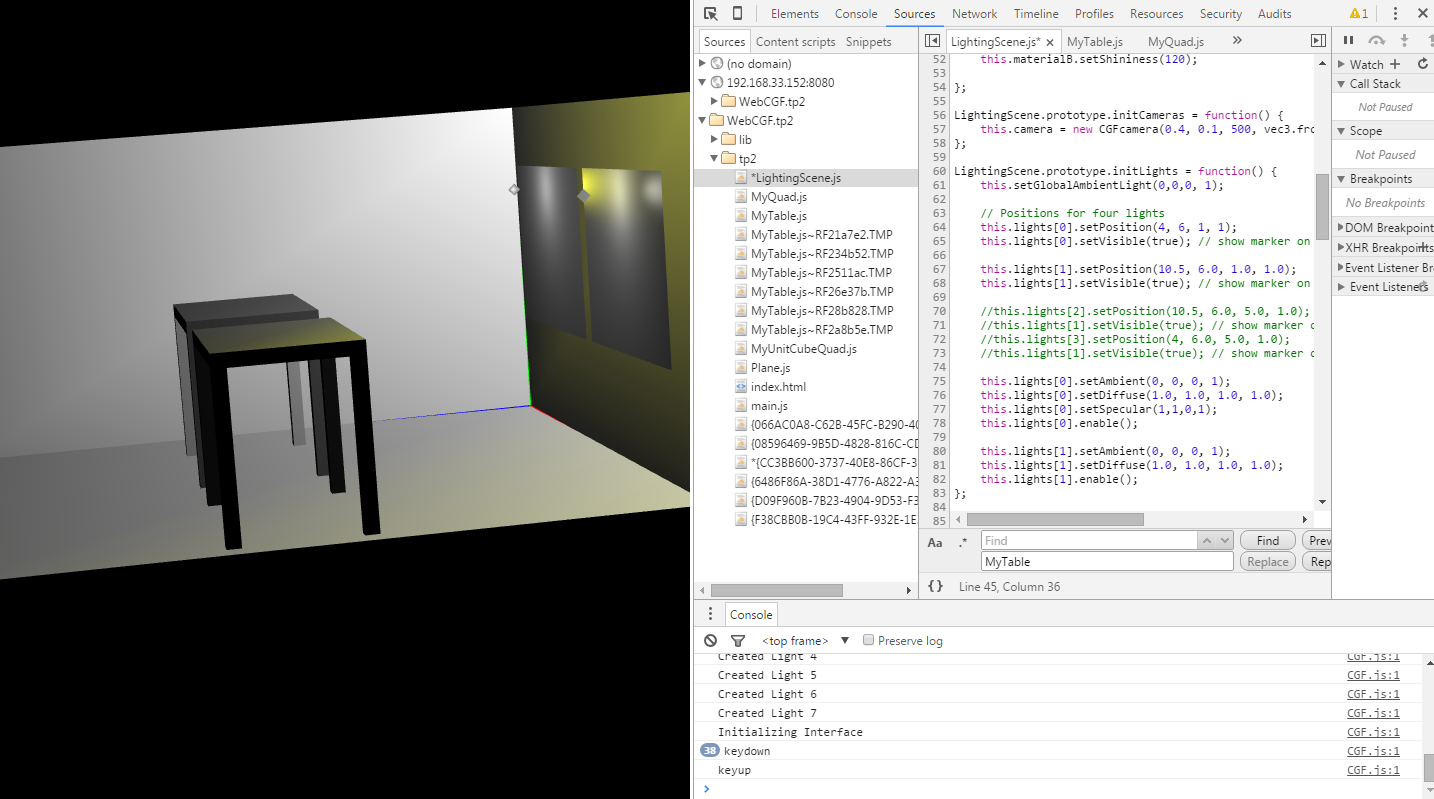 Elements Console Sources Network Timeline Profiles Resources Security Audits 1
Sources Content scripts Snippets
(no domain)
192.168.33.152:8080
WebCGF.tp2
WebCGF.tp2
lib
tp2
*LightingScene.js
MyQuad.js
MyTable.js
MyTable.js~RF21a7e2.TMP
MyTable.js~RF234b52.TMP
MyTable.js~RF2511ac.TMP
MyTable.js~RF26e37b.TMP
MyTable.js~RF28b828.TMP
MyTable.js~RF2a8b5e.TMP
MyUnitCubeQuad.js
Plane.js
index.html
main.js
{066AC0A8-C62B-45FC-B290-40
{08596469-9B5D-4828-816C-CD
*{CC3BB600-3737-40E8-86CF-3
{6486F86A-38D1-4776-A822-A3
{D09F960B-7B23-4904-9D53-F3
{F38CBB0B-19C4-43FF-932E-1E
LightingScene.js* × MyTable.js MyQuad.js »
52 this.materialB.setShininess(120);
53
54 };
55
56 LightingScene.prototype.initCameras = function() {
57 this.camera = new CGFcamera(0.4, 0.1, 500, vec3.fro
58 };
59
60 LightingScene.prototype.initLights = function() {
61 this.setGlobalAmbientLight(0,0,0, 1);
62
63 // Positions for four lights
64 this.lights[0].setPosition(4, 6, 1, 1);
65 this.lights[0].setVisible(true); // show marker on
66
67 this.lights[1].setPosition(10.5, 6.0, 1.0, 1.0);
68 this.lights[1].setVisible(true); // show marker on
69
70 //this.lights[2].setPosition(10.5, 6.0, 5.0, 1.0);
71 //this.lights[1].setVisible(true); // show marker o
72 //this.lights[3].setPosition(4, 6.0, 5.0, 1.0);
73 //this.lights[1].setVisible(true); // show marker o
74
75 this.lights[0].setAmbient(0, 0, 0, 1);
76 this.lights[0].setDiffuse(1.0, 1.0, 1.0, 1.0);
77 this.lights[0].setSpecular(1,1,0,1);
78 this.lights[0].enable();
79
80 this.lights[1].setAmbient(0, 0, 0, 1);
81 this.lights[1].setDiffuse(1.0, 1.0, 1.0, 1.0);
82 this.lights[1].enable();
83 };
84
85
Aa .* Find Find Prev
MyTable Replace Rep
{} Line 45, Column 36
Watch
Call Stack
Not Paused
Scope
Not Paused
Breakpoints
No Breakpoints
DOM Breakpoint
XHR Breakpoints
Event Listener Br
Event Listeners
Console
<top frame> Preserve log
Created Light 4 CGF.js:1
Created Light 5 CGF.js:1
Created Light 6 CGF.js:1
Created Light 7 CGF.js:1
Initializing Interface CGF.js:1
38 keydown CGF.js:1
keyup CGF.js:1